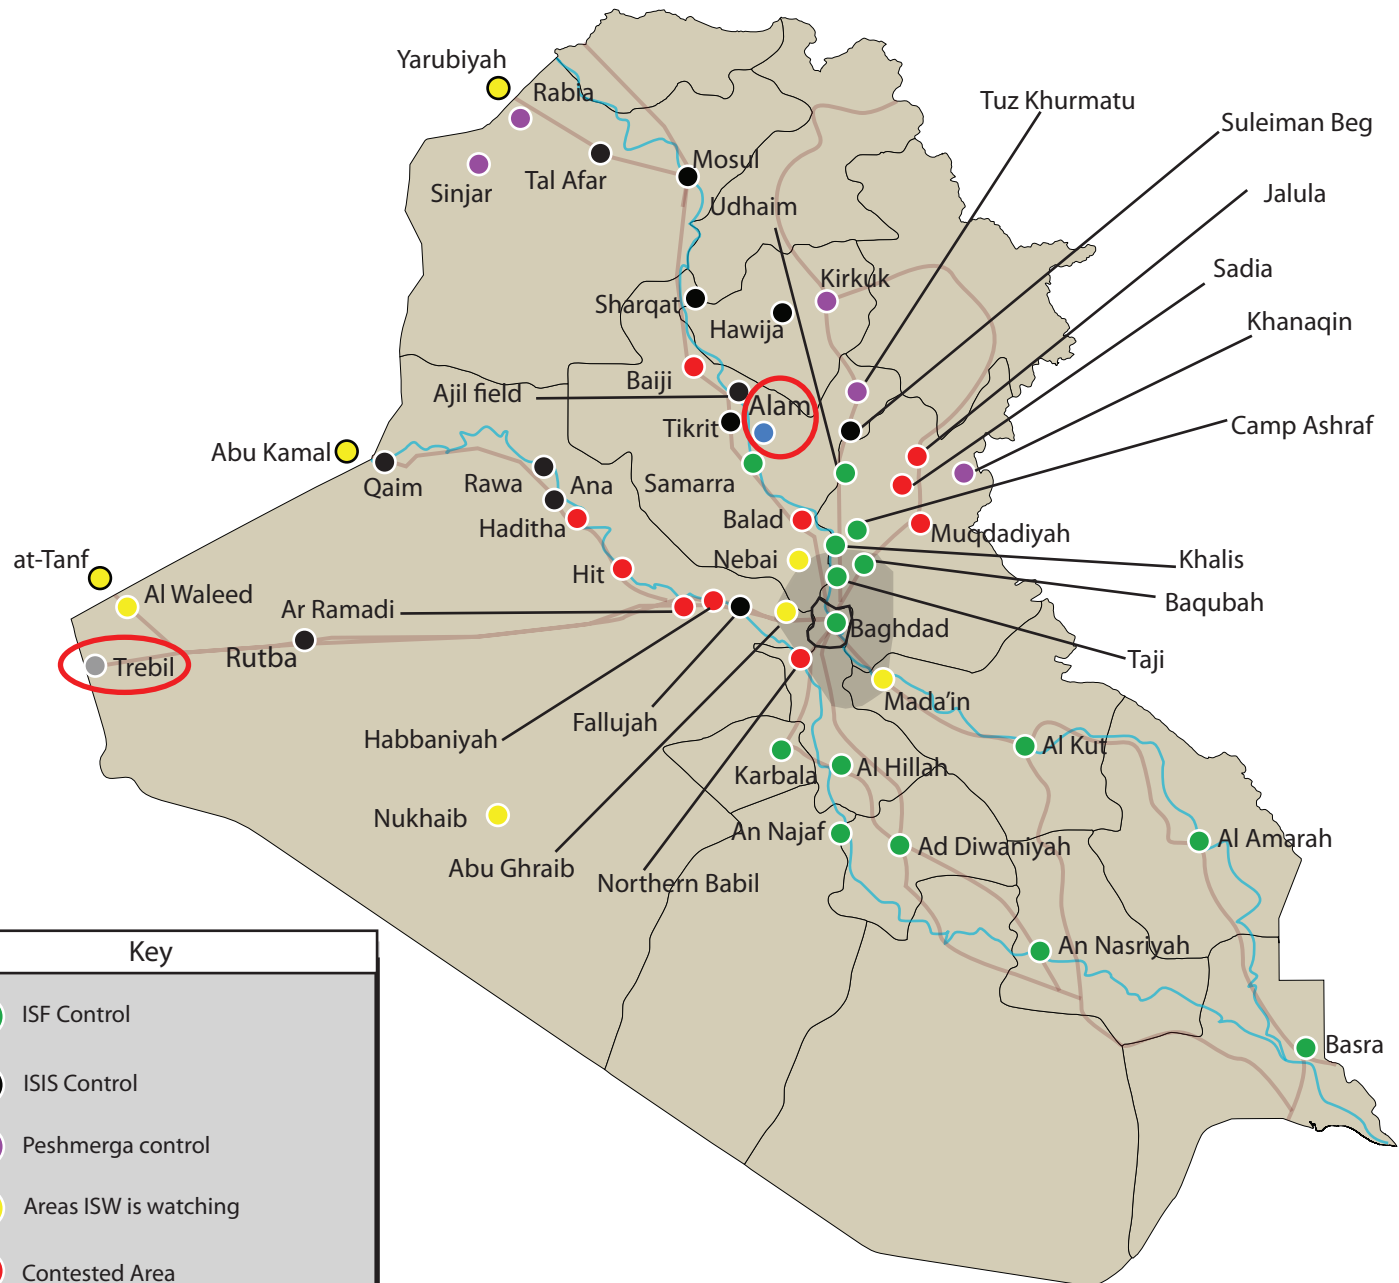 Yarubiyah
Rabia
Tuz Khurmatu
Suleiman Beg
Mosul
Tal Afar
Sinjar
Udhaim
Jalula
Sadia
Kirkuk
Sharqat
Hawija
Khanaqin
Baiji
Ajil field
Alam
Tikrit
Camp Ashraf
Abu Kamal
Qaim
Rawa
Ana
Samarra
Haditha
Balad
Muqdadiyah
Nebai
Khalis
at-Tanf
Hit
Al Waleed
Ar Ramadi
Baqubah
Baghdad
Trebil
Rutba
Taji
Mada'in
Fallujah
Habbaniyah
Al Kut
Karbala
Al Hillah
Nukhaib
An Najaf
Ad Diwaniyah
Al Amarah
Abu Ghraib
Northern Babil
An Nasriyah
Basra
Key
ISF Control
ISIS Control
Peshmerga control
Areas ISW is watching
Contested Area